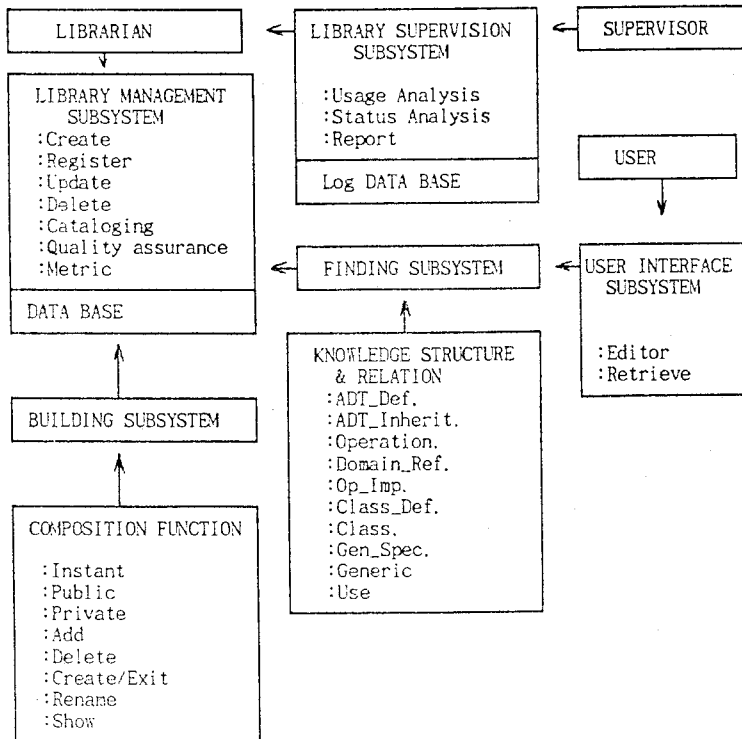 LIBRARIAN
LIBRARY SUPERVISION
SUBSYSTEM
:Usage Analysis
:Status Analysis
:Report
Log DATA BASE
SUPERVISOR
LIBRARY MANAGEMENT
SUBSYSTEM
:Create
:Register
:Update
:Delete
:Cataloging
:Quality assurance
:Metric
DATA BASE
USER
FINDING SUBSYSTEM
USER INTERFACE
SUBSYSTEM
:Editor
:Retrieve
KNOWLEDGE STRUCTURE
& RELATION
:ADT_Def.
:ADT_Inherit.
:Operation.
:Domain_Ref.
:Op_Imp.
:Class_Def.
:Class.
:Gen_Spec.
:Generic
:Use
BUILDING SUBSYSTEM
COMPOSITION FUNCTION
:Instant
:Public
:Private
:Add
:Delete
:Create/Exit
:Rename
:Show